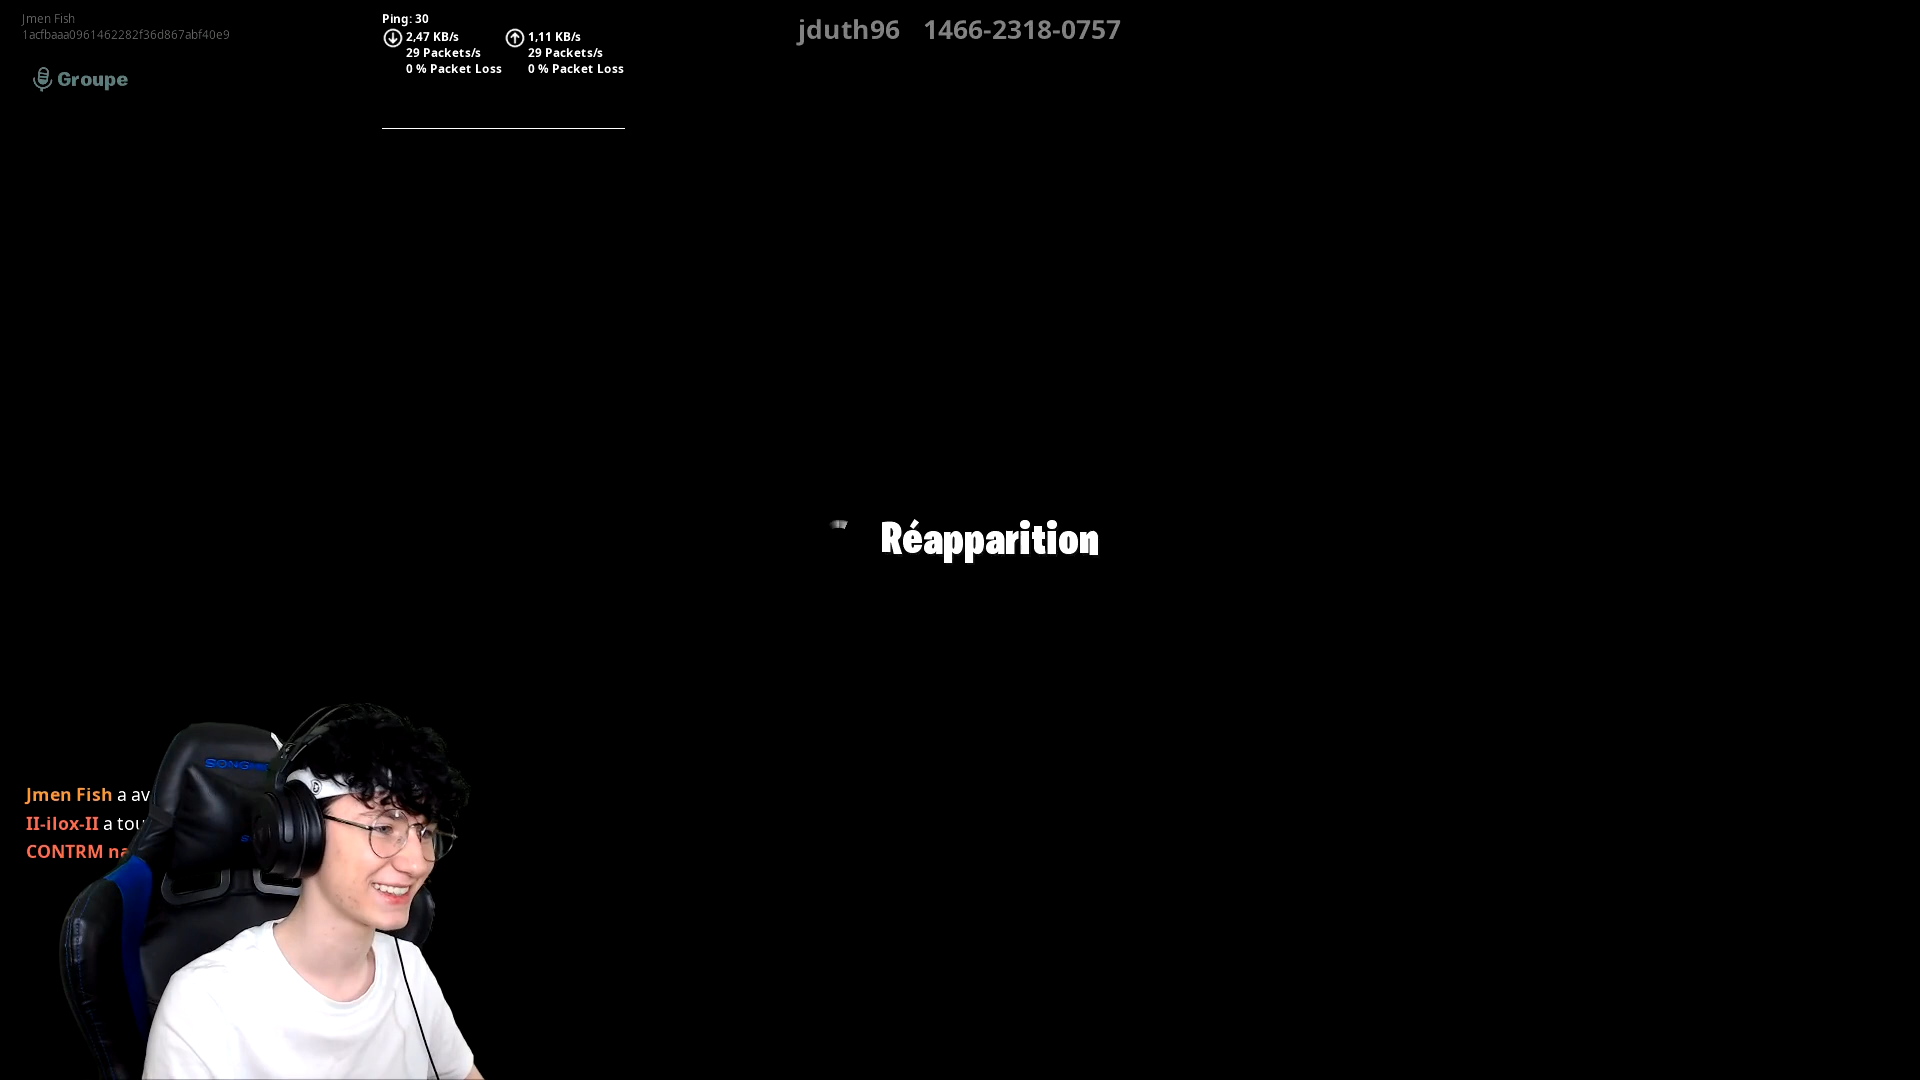 Jmen Fish
1acfbaaa0961462282f36d867abf40e9
Groupe
Ping: 30
2,47 KB/s 1,11 KB/s
29 Packets/s 29 Packets/s
0 % Packet Loss 0 % Packet Loss
jduth96 1466-2318-0757
Réapparition
Jmen Fish a av
II-ilox-II a tou
CONTRM na